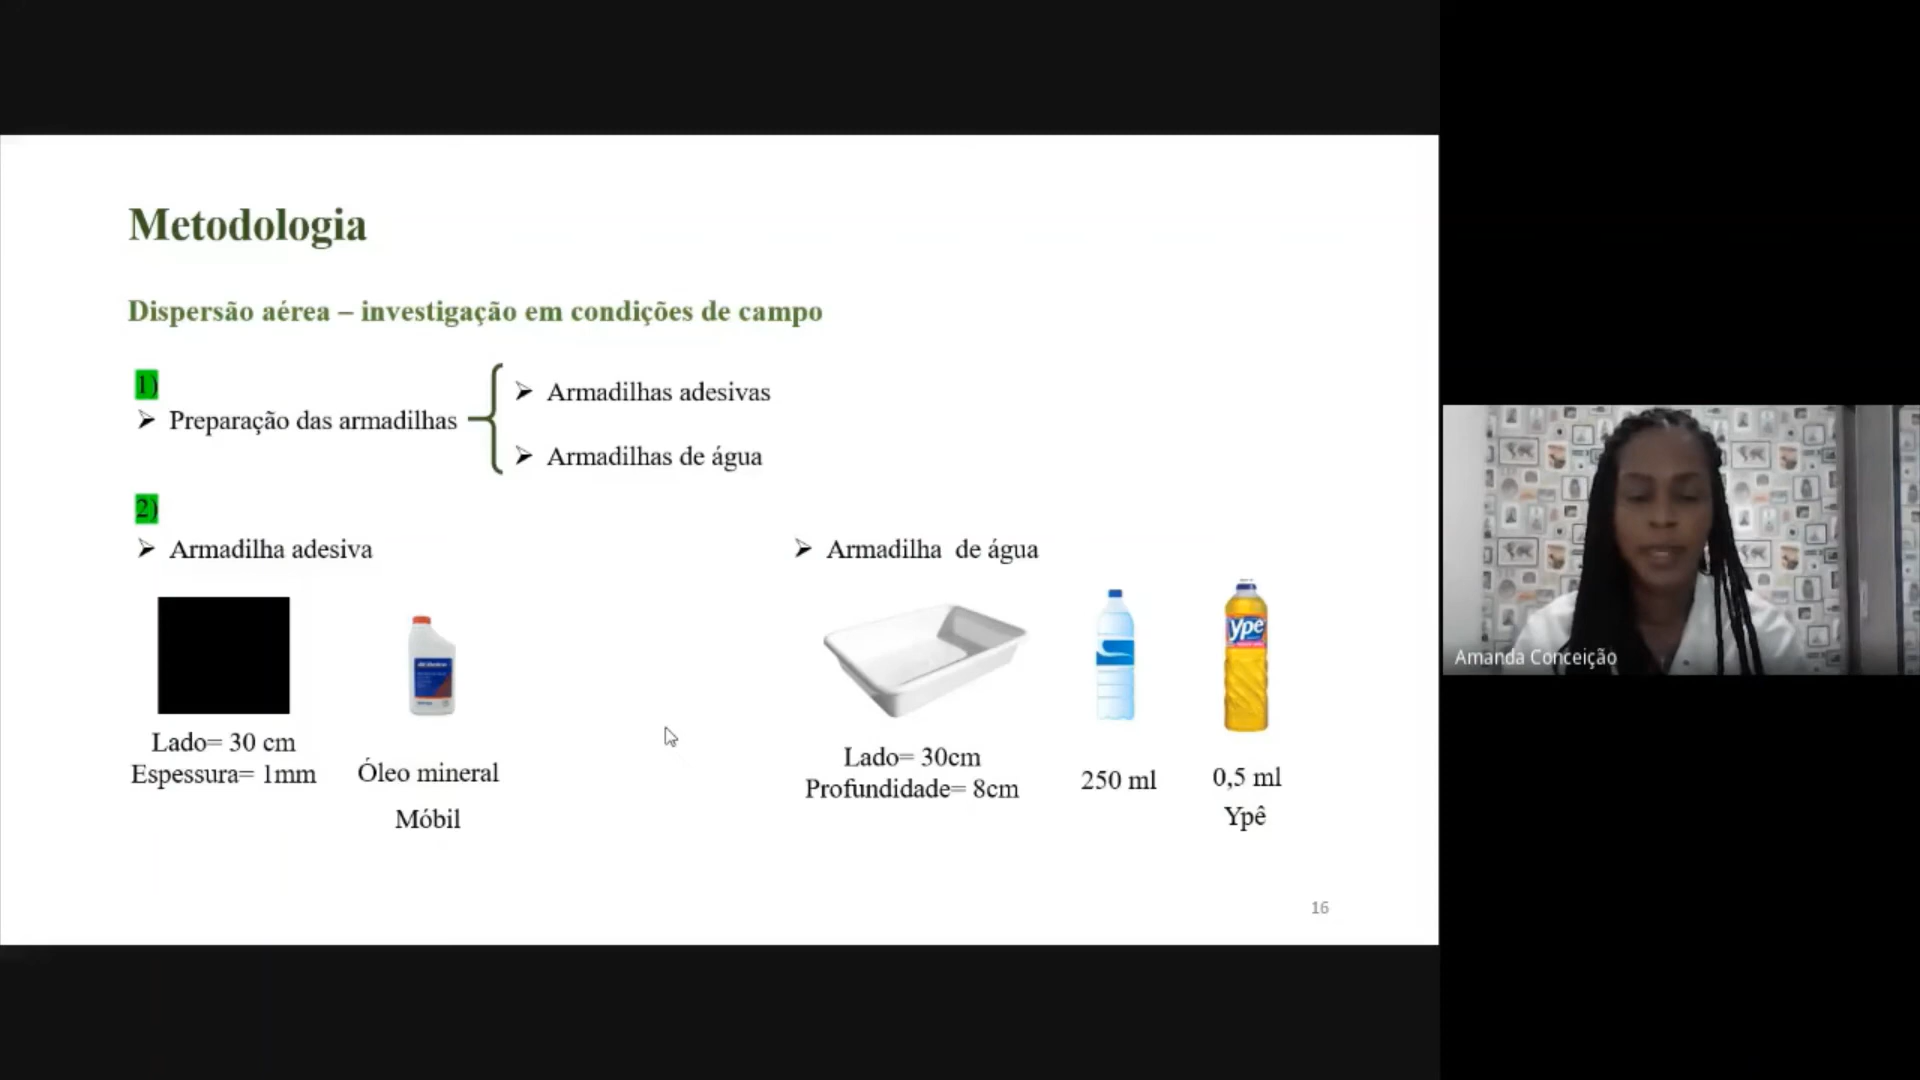 Metodologia
Dispersão aérea – investigação em condições de campo
1)
➢ Preparação das armadilhas
➢ Armadilhas adesivas
➢ Armadilhas de água
2)
➢ Armadilha adesiva
Lado= 30 cm
Espessura= 1mm
Óleo mineral
Móbil
➢ Armadilha de água
Lado= 30cm
Profundidade= 8cm
250 ml
ypê
0,5 ml
Ypê
16
Amanda Conceição